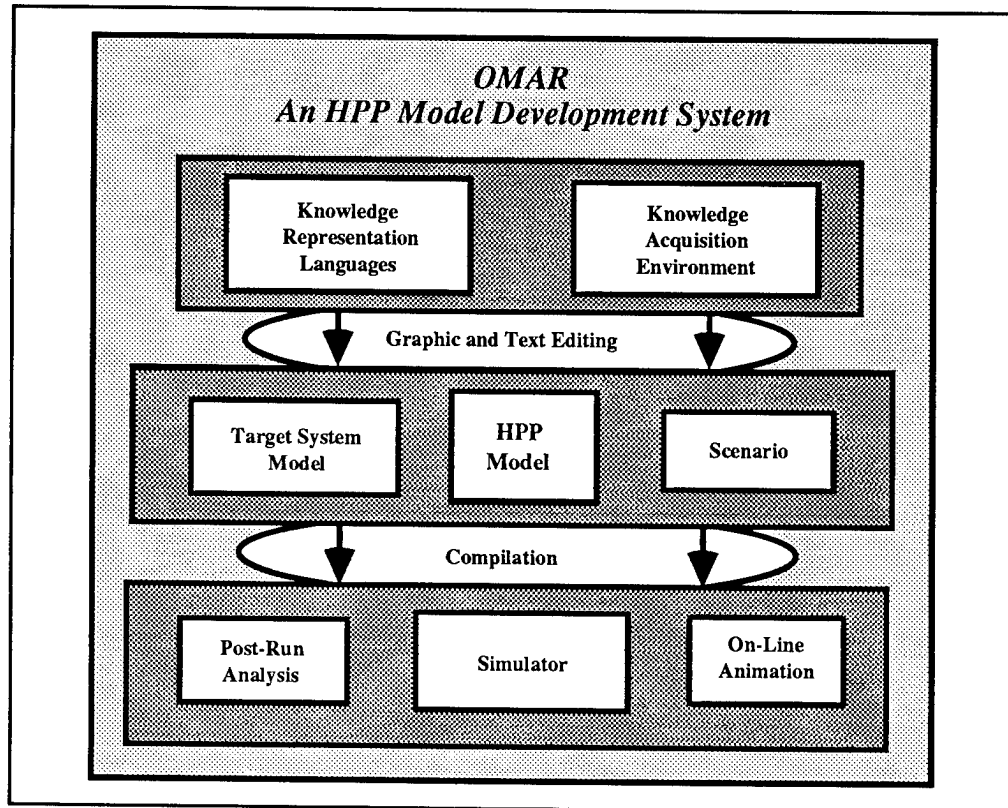 OMAR
An HPP Model Development System
Knowledge
Representation
Languages
Knowledge
Acquisition
Environment
Graphic and Text Editing
Target System
Model
HPP
Model
Scenario
Compilation
Post-Run
Analysis
Simulator
On-Line
Animation